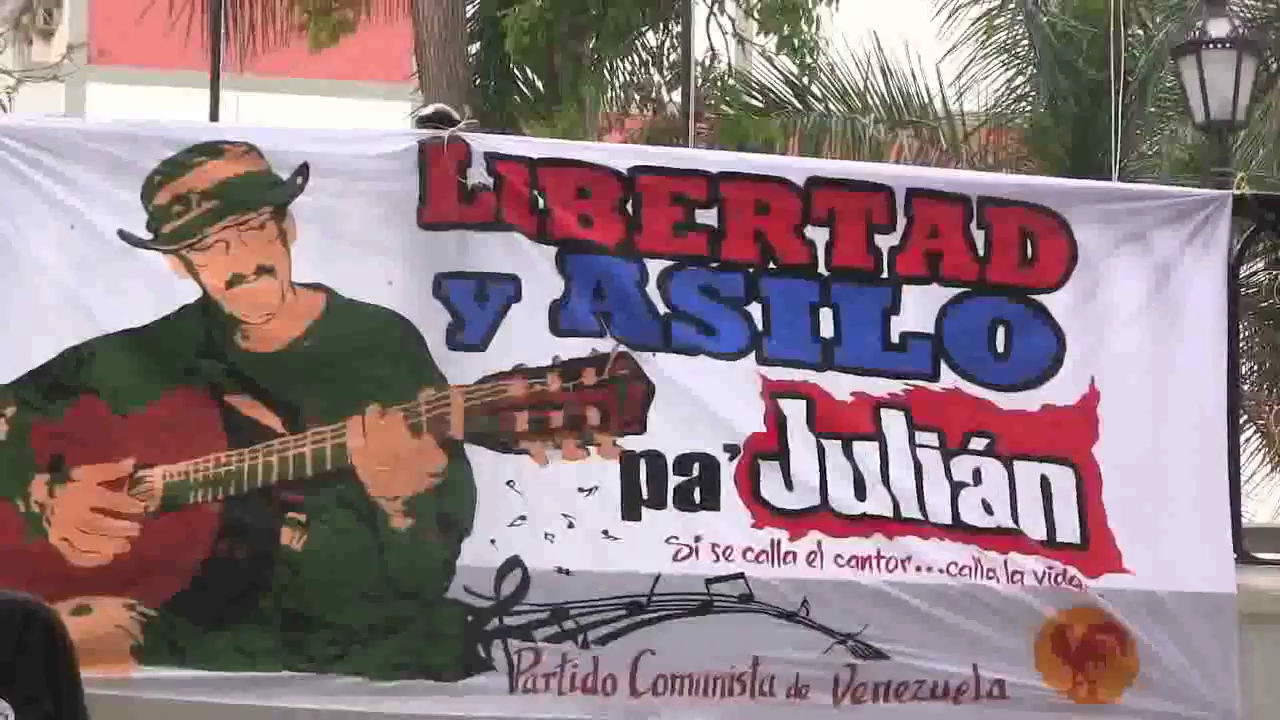 LIBERTAD
y ASILO
pa' Julián
Si se calla el cantor...calla la vida.
Partido Comunista de Venezuela